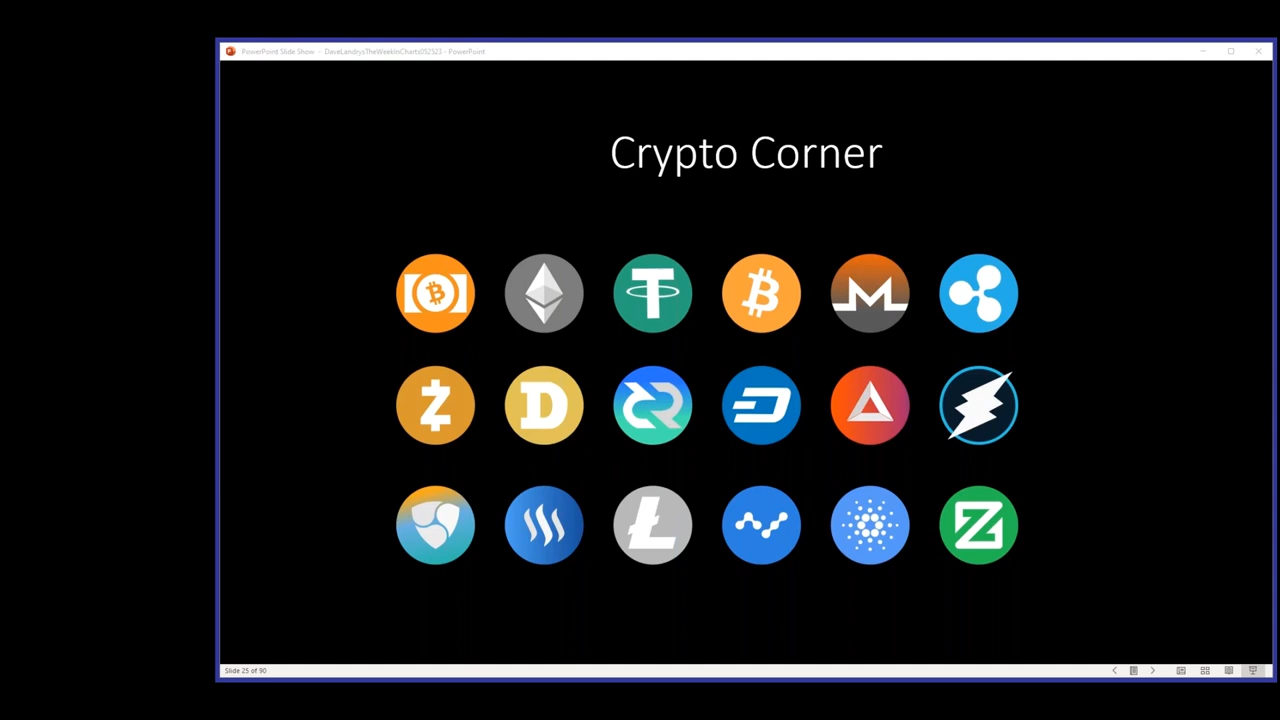 PowerPoint Slide Show - DaveLandrysTheWeekInCharts052523 - PowerPoint
Crypto Corner
Slide 25 of 90